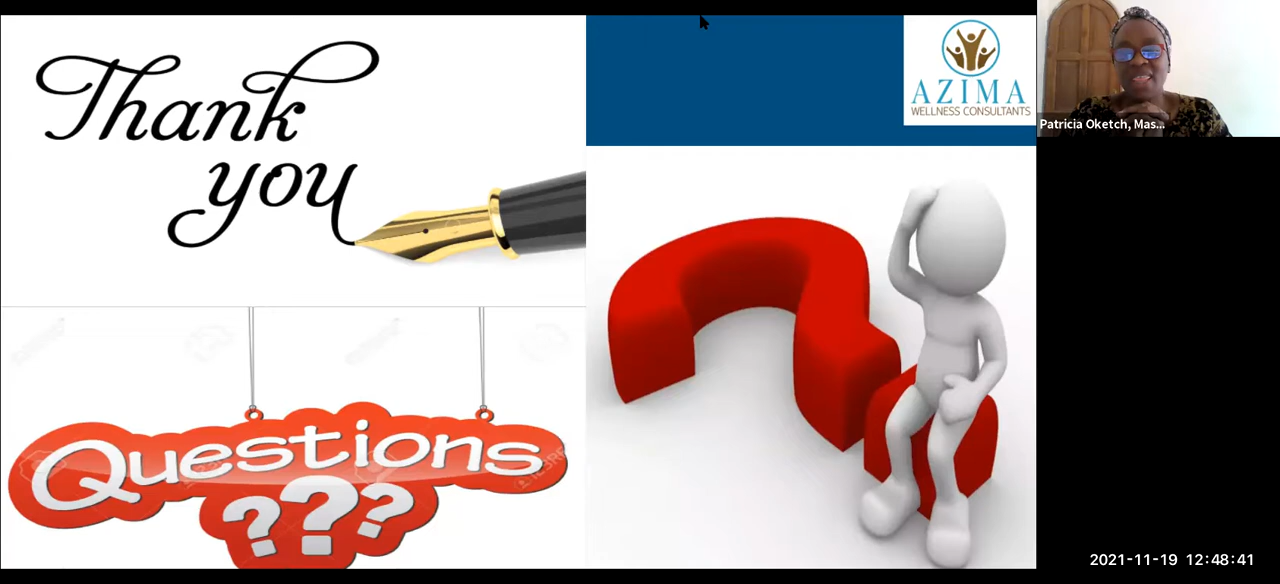 Thank
you
AZIMA
WELLNESS CONSULTANTS
Patricia Oketch, Mas...
Questions
???
2021-11-19 12:48:41